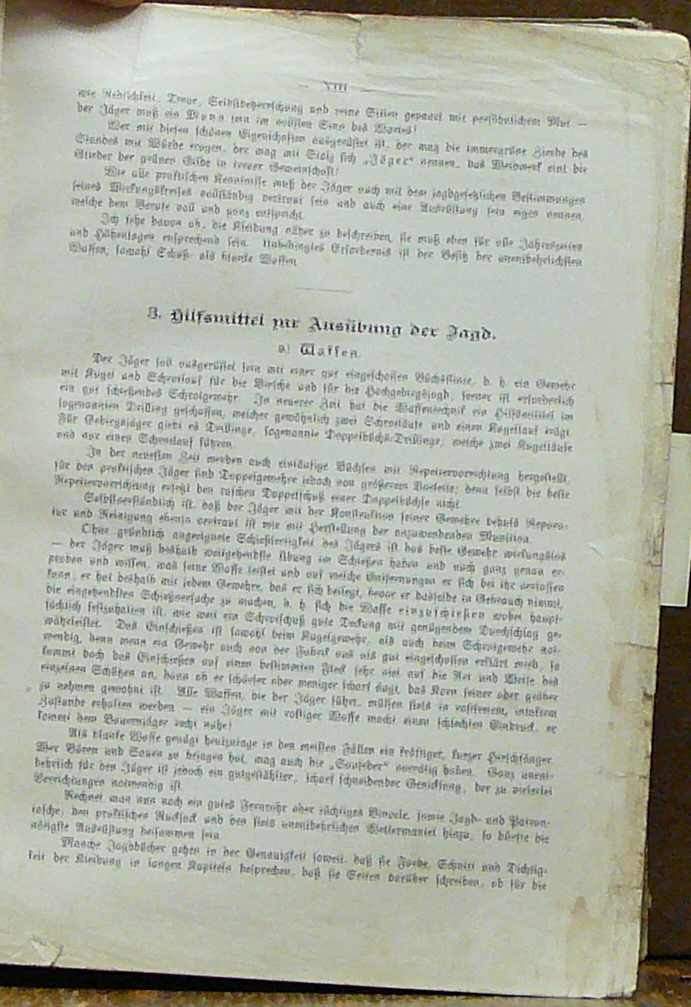 — VIII —
wie Redlichkeit, Treue, Selbstbeherrschung und reine Sitten gepaart mit persönlichem Mut —
der Jäger muß ein Mann sein im vollsten Sinn des Wortes!
Wer mit diesen schönen Eigenschaften ausgerüstet ist, der mag die immergrüne Zierde des
Standes mit Würde tragen, der mag mit Stolz sich „Jäger“ nennen, das Weidwerk eint die
Glieder der grünen Gilde in treuer Gemeinschaft!
Wie alle praktischen Kenntnisse muß der Jäger auch mit dem jagdgesetzlichen Bestimmungen
seines Wirkungskreises vollständig vertraut sein und auch eine Ausrüstung sein eigen nennen,
welche dem Berufe voll und ganz entspricht.
Ich sehe davon ab, die Kleidung näher zu beschreiben, sie muß eben für alle Jahreszeiten
und Höhenlagen entsprechend sein. Unbedingtes Erfordernis ist der Besitz der unentbehrlichsten
Waffen, sowohl Schuß- als blanke Waffen.
3. Hilfsmittel zur Ausübung der Jagd.
a) Waffen.
Der Jäger soll ausgerüstet sein mit einer gut eingeschossenen Büchsflinte, d. h. ein Gewehr
mit Kugel und Schrotlauf für die Birsche und für die Hochgebirgsjagd, ferner ist erforderlich
ein gut schießendes Schrotgewehr. In neuerer Zeit hat die Waffentechnik ein Hilfsmittel im
sogenannten Drilling geschaffen, welcher gewöhnlich zwei Schrotläufe und einen Kugellauf trägt.
Für Gebirgsjäger gibt es Drillinge, sogenannte Doppelbüchs-Drillinge, welche zwei Kugelläufe
und nur einen Schrotlauf führen.
In der neuesten Zeit werden auch einläufige Büchsen mit Repetiervorrichtung hergestellt,
für den praktischen Jäger sind Doppelgewehre jedoch von größerem Vorteile; denn selbst die beste
Repetiervorrichtung ersetzt den raschen Doppelschuß einer Doppelbüchse nicht.
Selbstverständlich ist, daß der Jäger mit der Konstruktion seiner Gewehre behufs Repara-
tur und Reinigung ebenso vertraut ist wie mit Herstellung der anzuwendenden Munition.
Ohne gründlich angeeignete Schießfertigkeit des Jägers ist das beste Gewehr wirkungslos
— der Jäger muß deshalb weitgehendste Übung im Schießen haben und auch ganz genau er-
proben und wissen, was seine Waffe leistet und auf welche Entfernungen er sich bei ihr verlassen
kann, er hat deshalb mit jedem Gewehre, das er sich beilegt, bevor er dasselbe in Gebrauch nimmt,
die eingehendsten Schießversuche zu machen, d. h. sich die Waffe einzuschießen wobei haupt-
sächlich festzuhalten ist, wie weit ein Schrotschuß gute Deckung mit genügendem Durchschlag ge-
währleistet. Das Einschießen ist sowohl beim Kugelgewehr, als auch beim Schrotgewehr not-
wendig, denn wenn ein Gewehr auch von der Fabrik aus als gut eingeschossen erklärt wird, so
kommt doch das Einschießen auf einen bestimmten Fleck sehr viel auf die Art und Weise des
einzelnen Schützen an, denn ob er schärfer oder weniger scharf sieht, das Korn feiner oder gröber
zu nehmen gewohnt ist. Alle Waffen, die der Jäger führt, müssen stets in rostfreiem, intaktem
Zustande erhalten werden — ein Jäger mit rostiger Waffe macht einen schlechten Eindruck, er
kommt dem Bauernjäger recht nahe!
Als blanke Waffe genügt heutzutage in den meisten Fällen ein kräftiger, kurzer Hirschfänger.
Wer Bären und Sauen zu bejagen hat, mag auch die „Saufeder“ vorrätig halten. Ganz unent-
behrlich für den Jäger ist jedoch ein gutgestählter, scharf schneidender Genickfang, der zu vielerlei
Verrichtungen notwendig ist.
Rechnet man nun noch ein gutes Fernrohr oder tüchtiges Binocle, sowie Jagd- und Patron-
tasche, den praktischen Rucksack und den stets unentbehrlichen Wettermantel hinzu, so dürfte die
nötigste Ausrüstung beisammen sein.
Manche Jagdbücher gehen in der Genauigkeit soweit, daß sie Farbe, Schnitt und Dichtig-
keit der Kleidung in langen Kapiteln besprechen, daß sie Seiten darüber schreiben, ob für die